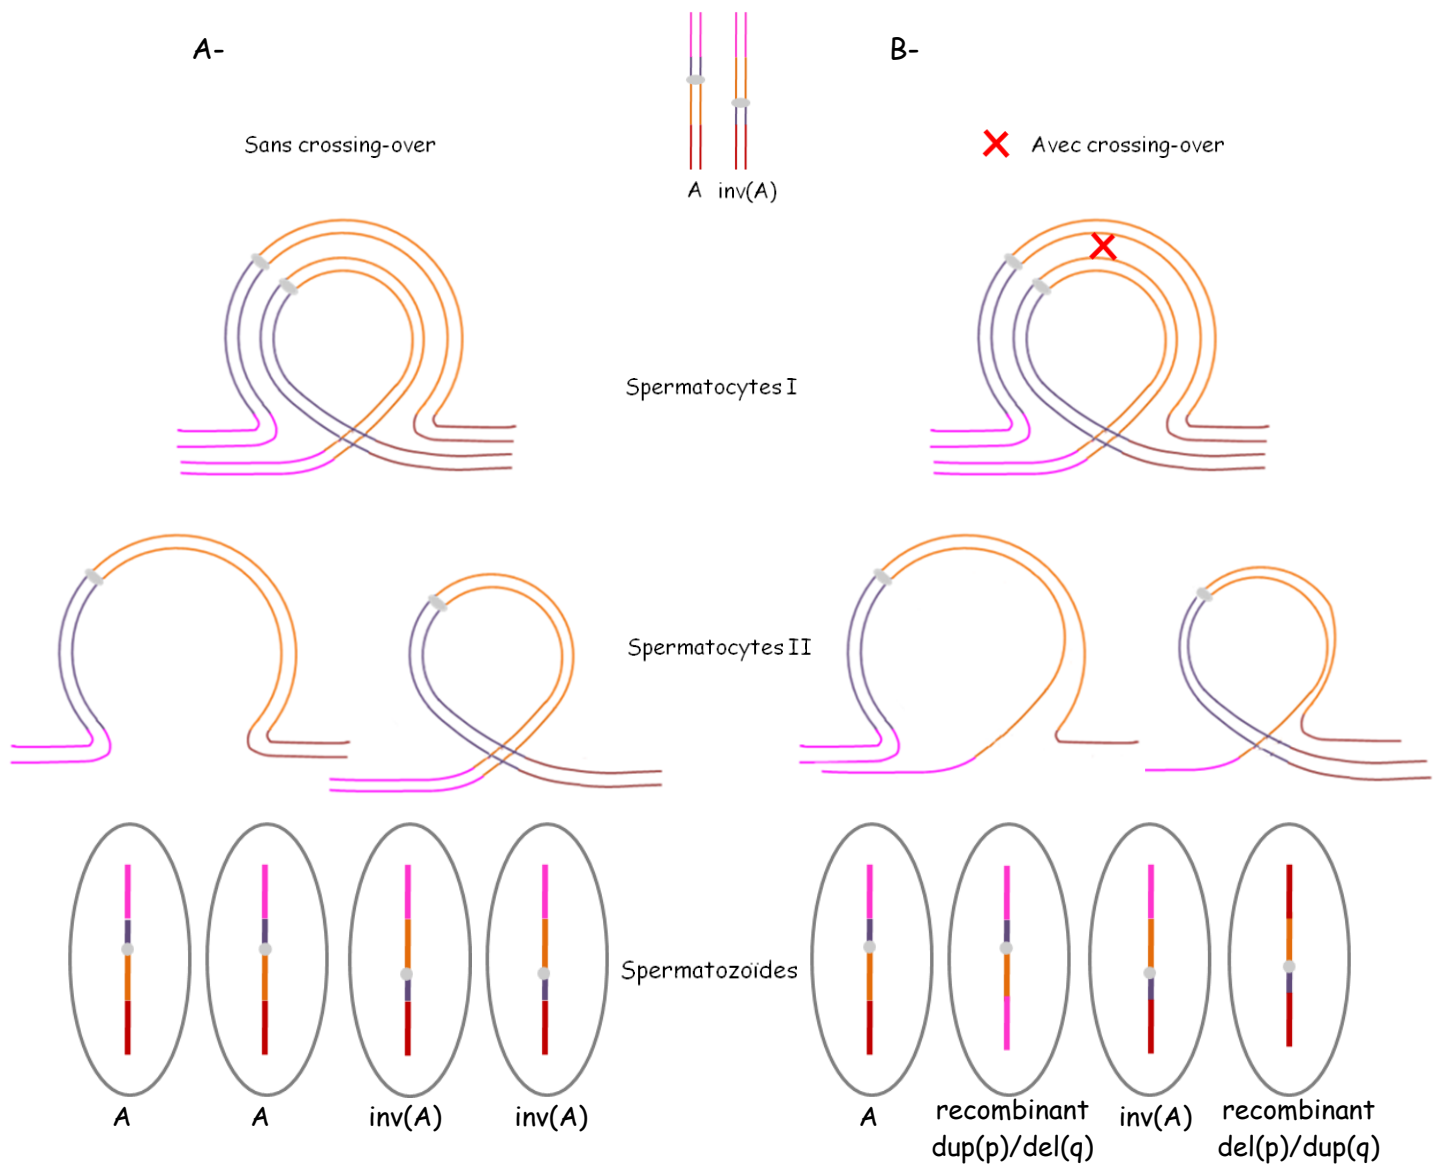 A-
B-
Sans crossing-over
Avec crossing-over
A
inv(A)
Spermatocytes I
Spermatocytes II
Spermatozoïdes
A
A
inv(A)
inv(A)
A
recombinant
dup(p)/del(q)
inv(A)
recombinant
del(p)/dup(q)